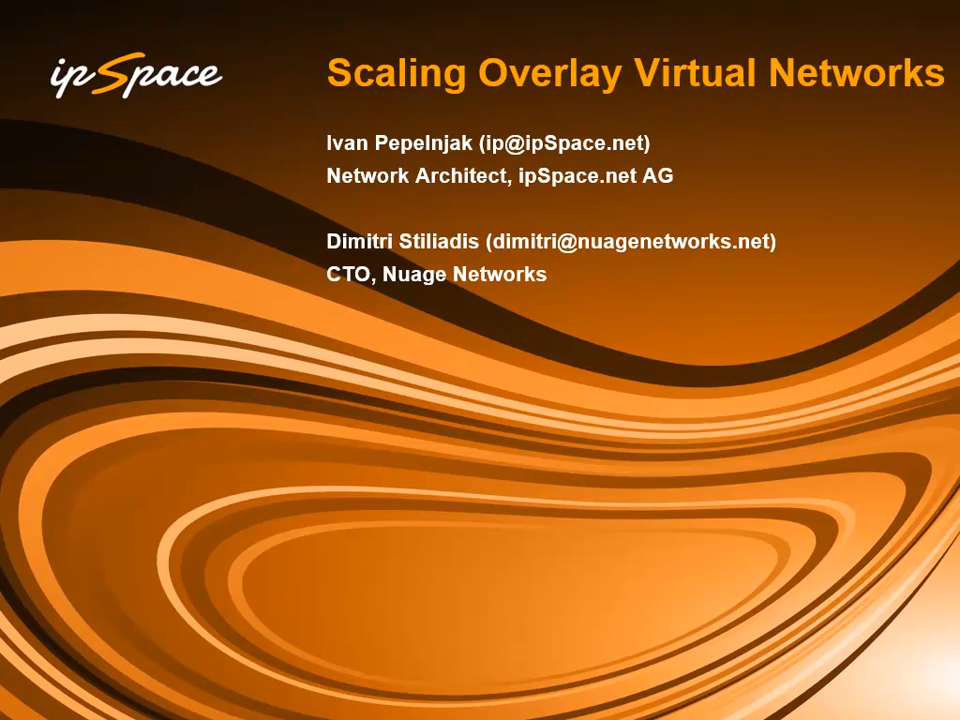 ipSpace
Scaling Overlay Virtual Networks
Ivan Pepelnjak (ip@ipSpace.net)
Network Architect, ipSpace.net AG
Dimitri Stiliadis (dimitri@nuagenetworks.net)
CTO, Nuage Networks